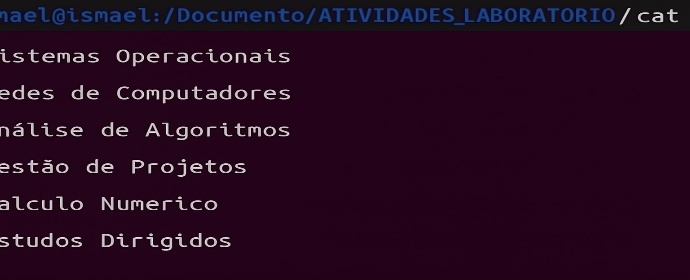 mael@ismael:/Documento/ATIVIDADES_LABORATORIO/cat
istemas Operacionais
edes de Computadores
nálise de Algoritmos
estão de Projetos
alculo Numerico
studos Dirigidos